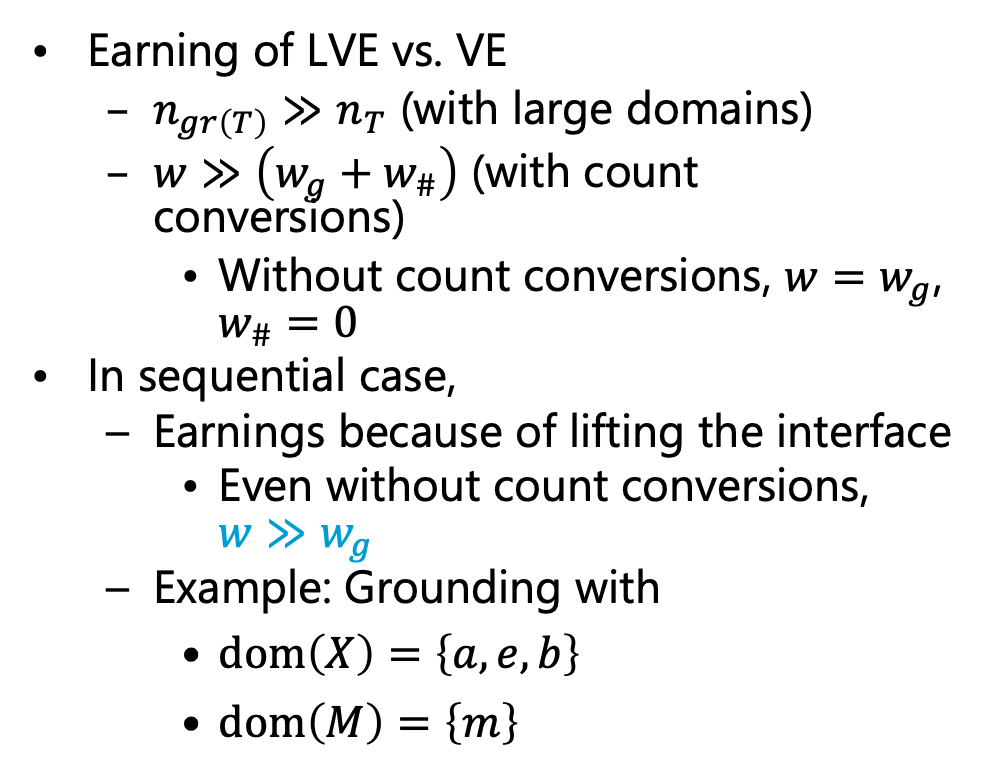 • Earning of LVE vs. VE
– n_{gr(T)} ≫ n_T (with large domains)
– w ≫ (w_g + w_#) (with count
conversions)
• Without count conversions, w = w_g,
w_# = 0
• In sequential case,
– Earnings because of lifting the interface
• Even without count conversions,
w ≫ w_g
– Example: Grounding with
• dom(X) = {a, e, b}
• dom(M) = {m}